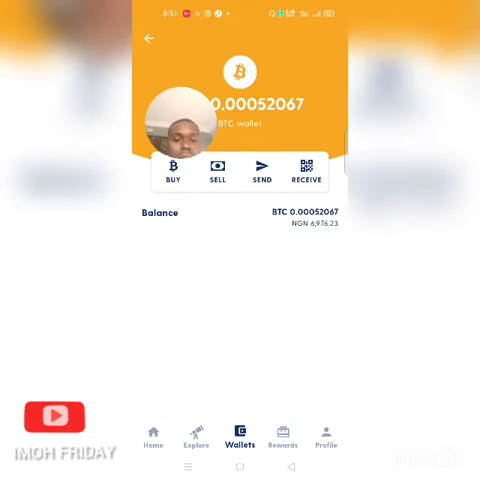 8:51
0.00052067
BTC wallet
BUY SELL SEND RECEIVE
Balance BTC 0.00052067
NGN 6,976.23
Home Explore Wallets Rewards Profile
IMOH FRIDAY